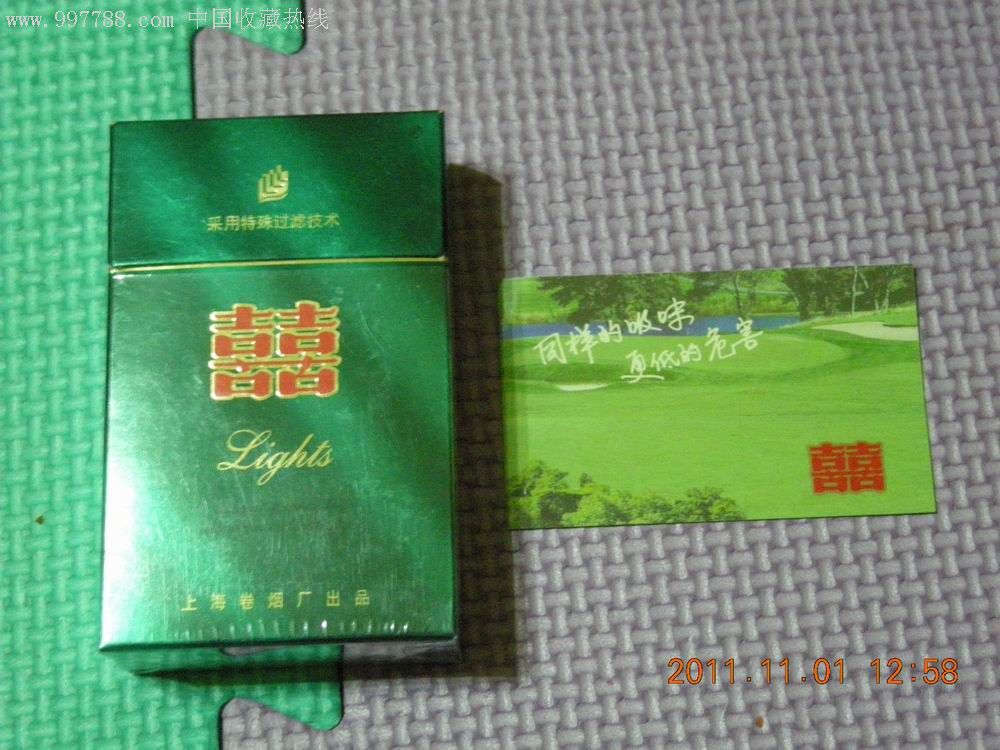 www.997788.com 中国收藏热线
采用特殊过滤技术
囍
Lights
上海卷烟厂出品
同样的吸味
更低的危害
囍
2011.11.01 12:58